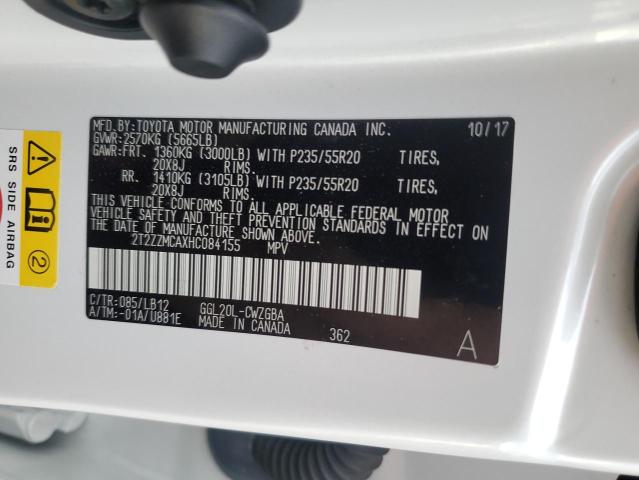 MFD.BY:TOYOTA MOTOR MANUFACTURING CANADA INC. 10/17
GVWR:2570KG (5665LB)
GAWR:FRT. 1360KG (3000LB) WITH P235/55R20 TIRES,
20X8J RIMS.
RR. 1410KG (3105LB) WITH P235/55R20 TIRES,
20X8J RIMS.
THIS VEHICLE CONFORMS TO ALL APPLICABLE FEDERAL MOTOR
VEHICLE SAFETY AND THEFT PREVENTION STANDARDS IN EFFECT ON
THE DATE OF MANUFACTURE SHOWN ABOVE.
2T2ZZMCAXHC084155 MPV
C/TR:085/LB12 GGL20L-CWZGBA
A/TM:-01A/U881E MADE IN CANADA 362
A
SRS SIDE AIRBAG
2